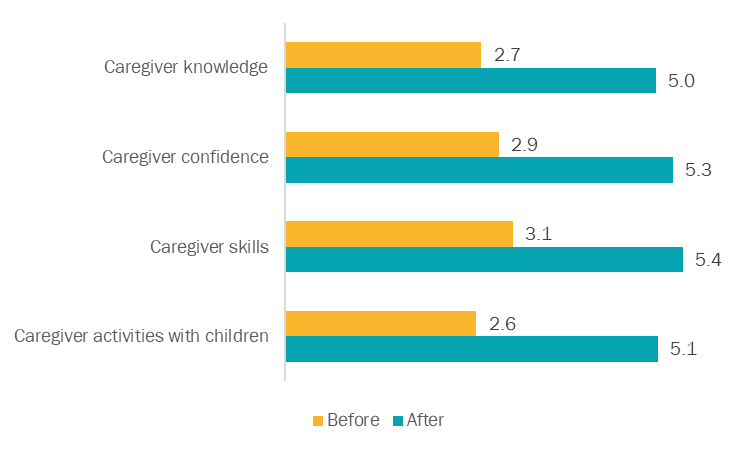 Caregiver knowledge
2.7
5.0
Caregiver confidence
2.9
5.3
Caregiver skills
3.1
5.4
Caregiver activities with children
2.6
5.1
Before After